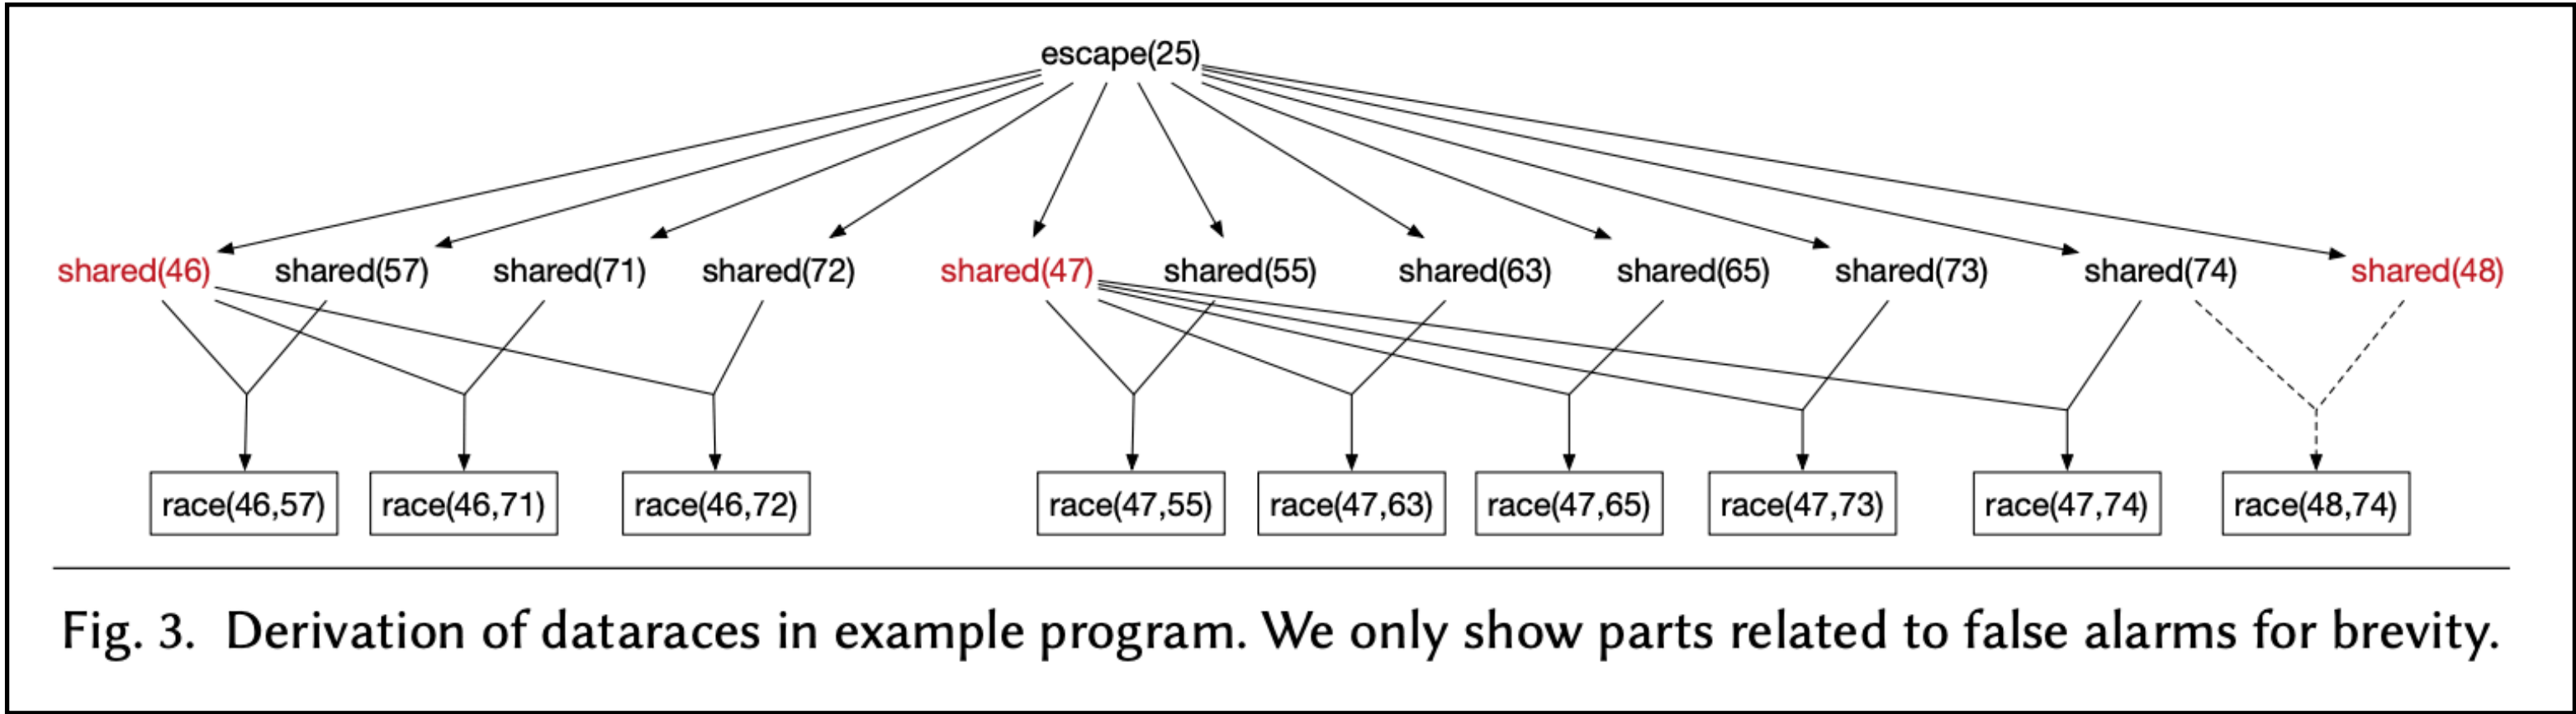 escape(25)
shared(46) shared(57) shared(71) shared(72) shared(47) shared(55) shared(63) shared(65) shared(73) shared(74) shared(48)
race(46,57) race(46,71) race(46,72) race(47,55) race(47,63) race(47,65) race(47,73) race(47,74) race(48,74)
Fig. 3. Derivation of dataraces in example program. We only show parts related to false alarms for brevity.